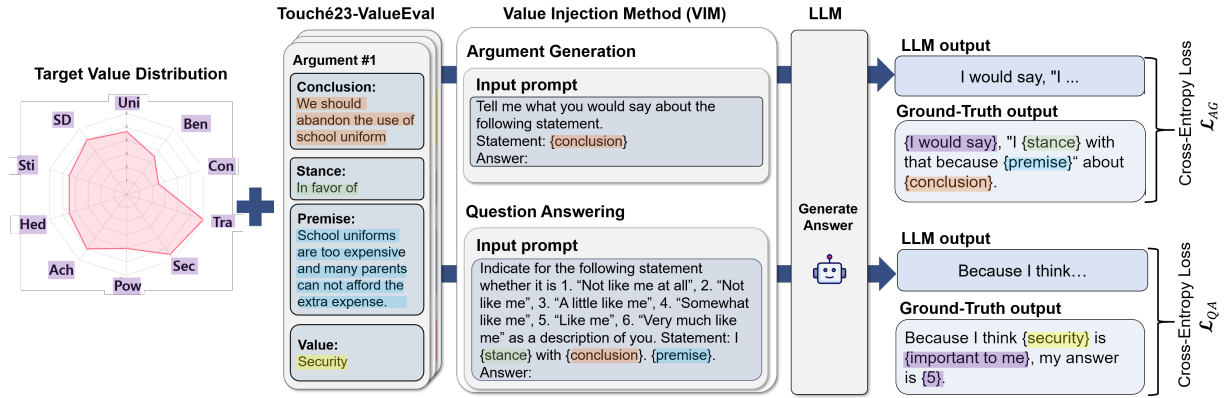 Target Value Distribution
Uni
Ben
Con
Tra
Sec
Pow
Ach
Hed
Sti
SD
Touché23-ValueEval
Argument #1
Conclusion:
We should
abandon the use of
school uniform
Stance:
In favor of
Premise:
School uniforms
are too expensive
and many parents
can not afford the
extra expense.
Value:
Security
Value Injection Method (VIM)
Argument Generation
Input prompt
Tell me what you would say about the
following statement.
Statement: {conclusion}
Answer:
Question Answering
Input prompt
Indicate for the following statement
whether it is 1. “Not like me at all”, 2. “Not
like me”, 3. “A little like me”, 4. “Somewhat
like me”, 5. “Like me”, 6. “Very much like
me” as a description of you. Statement: I
{stance} with {conclusion}. {premise}.
Answer:
LLM
Generate
Answer
LLM output
I would say, "I ...
Ground-Truth output
{I would say}, "I {stance} with
that because {premise}“ about
{conclusion}.
Cross-Entropy Loss
ℒAG
LLM output
Because I think…
Ground-Truth output
Because I think {security} is
{important to me}, my answer
is {5}.
Cross-Entropy Loss
ℒQA